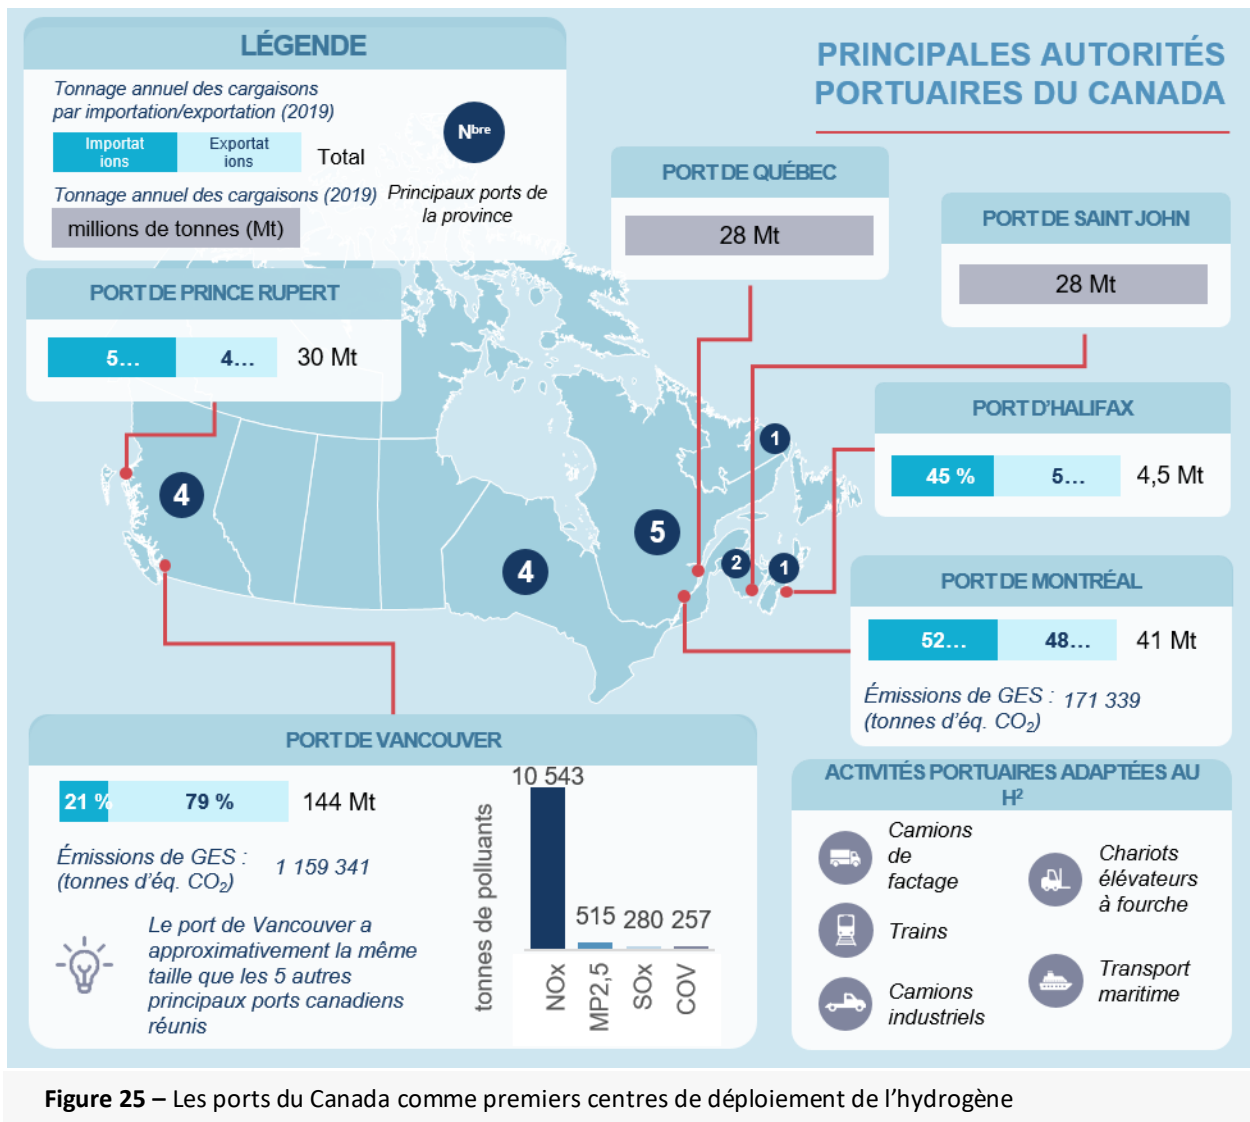 LÉGENDE
Tonnage annuel des cargaisons
par importation/exportation (2019)
Importat
ions
Exportat
ions
Total
Tonnage annuel des cargaisons (2019)
millions de tonnes (Mt)
Nbre
Principaux ports de
la province
PRINCIPALES AUTORITÉS
PORTUAIRES DU CANADA
PORT DE QUÉBEC
28 Mt
PORT DE SAINT JOHN
28 Mt
PORT DE PRINCE RUPERT
5…
4…
30 Mt
PORT D'HALIFAX
45 %
5…
4,5 Mt
1
4
5
4
2
1
PORT DE MONTRÉAL
52…
48…
41 Mt
Émissions de GES : 171 339
(tonnes d'éq. CO₂)
PORT DE VANCOUVER
21 %
79 %
144 Mt
Émissions de GES :
(tonnes d'éq. CO₂)
1 159 341
Le port de Vancouver a
approximativement la même
taille que les 5 autres
principaux ports canadiens
réunis
tonnes de polluants
10 543
515
280
257
NOx
MP2,5
SOx
COV
ACTIVITÉS PORTUAIRES ADAPTÉES AU
H²
Camions
de
factage
Trains
Camions
industriels
Chariots
élévateurs
à fourche
Transport
maritime
Figure 25 – Les ports du Canada comme premiers centres de déploiement de l'hydrogène